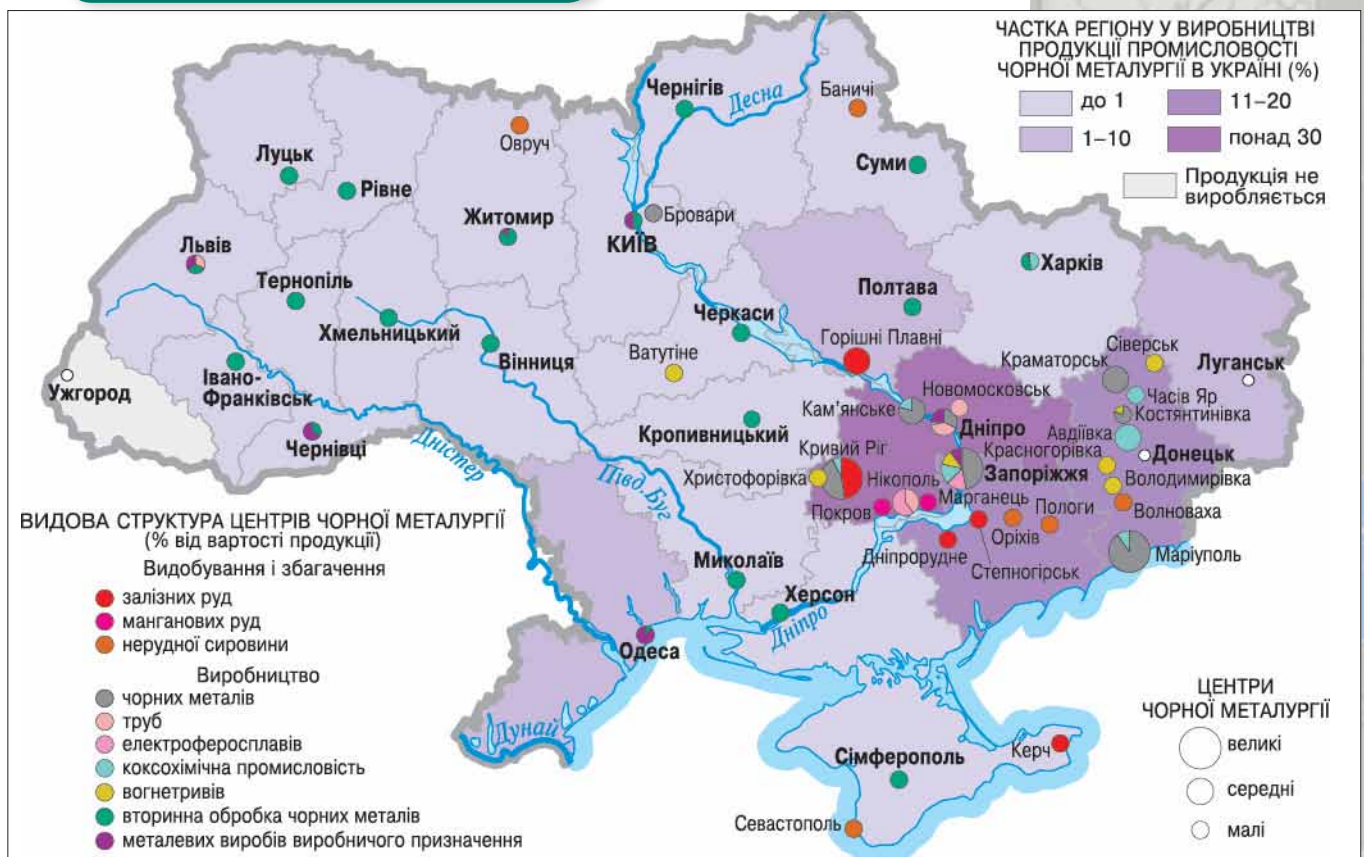 ЧАСТКА РЕГІОНУ У ВИРОБНИЦТВІ
ПРОДУКЦІЇ ПРОМИСЛОВОСТІ
ЧОРНОЇ МЕТАЛУРГІЇ В УКРАЇНІ (%)
до 1
11–20
1–10
понад 30
Продукція не
виробляється
Чернігів
Десна
Баничі
Овруч
Луцьк
Рівне
Суми
Житомир
Бровари
КИЇВ
Львів
Харків
Тернопіль
Полтава
Хмельницький
Черкаси
Вінниця
Ватутіне
Горішні Плавні
Сіверськ
Краматорськ
Луганськ
Ужгород
Івано-
Франківськ
Новомосковськ
Часів Яр
Костянтинівка
Кам’янське
Дніпро
Авдіївка
Чернівці
Кропивницький
Кривий Ріг
Красногорівка
Донецьк
Дністер
Півд. Буг
Христофорівка
Нікополь
Запоріжжя
Володимирівка
Марганець
Покров
Пологи
Волноваха
Оріхів
Дніпрорудне
Степногірськ
Маріуполь
Миколаїв
Херсон
Дніпро
Одеса
Дунай
Сімферополь
Керч
Севастополь
ВИДОВА СТРУКТУРА ЦЕНТРІВ ЧОРНОЇ МЕТАЛУРГІЇ
(% від вартості продукції)
Видобування і збагачення
залізних руд
манганових руд
нерудної сировини
Виробництво
чорних металів
труб
електроферосплавів
коксохімічна промисловість
вогнетривів
вторинна обробка чорних металів
металевих виробів виробничого призначення
ЦЕНТРИ
ЧОРНОЇ МЕТАЛУРГІЇ
великі
середні
малі